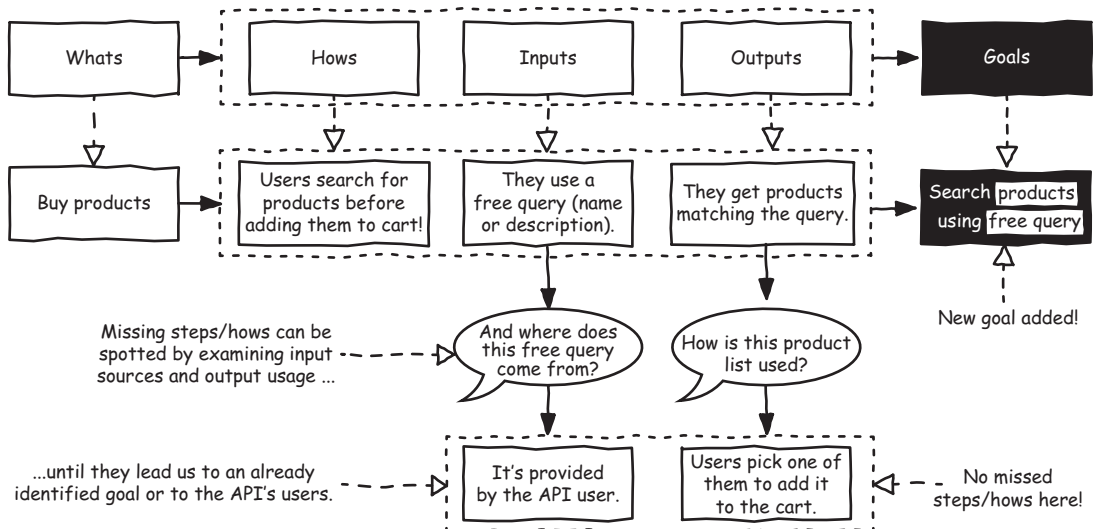 Whats
Hows
Inputs
Outputs
Goals
Buy products
Users search for
products before
adding them to cart!
They use a
free query (name
or description).
They get products
matching the query.
Search products
using free query
New goal added!
Missing steps/hows can be
spotted by examining input
sources and output usage ...
And where does
this free query
come from?
How is this product
list used?
...until they lead us to an already
identified goal or to the API's users.
It's provided
by the API user.
Users pick one of
them to add it
to the cart.
No missed
steps/hows here!